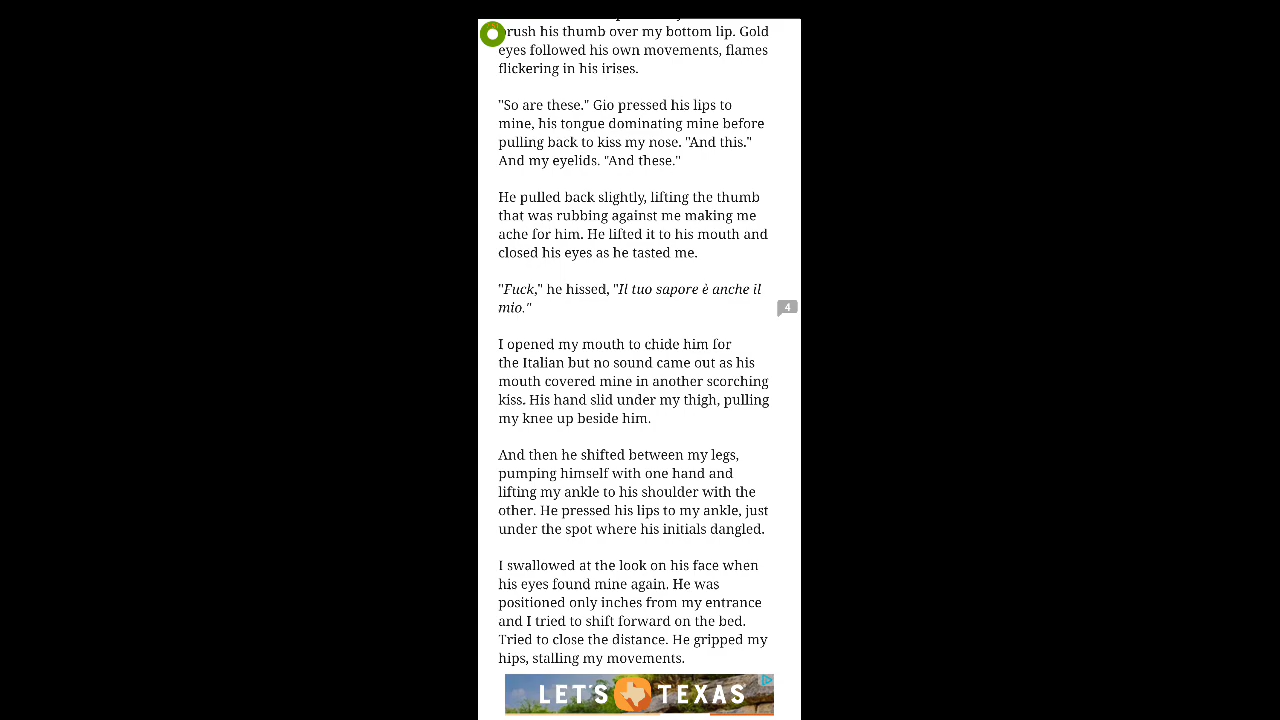 brush his thumb over my bottom lip. Gold
eyes followed his own movements, flames
flickering in his irises.
"So are these." Gio pressed his lips to
mine, his tongue dominating mine before
pulling back to kiss my nose. "And this."
And my eyelids. "And these."
He pulled back slightly, lifting the thumb
that was rubbing against me making me
ache for him. He lifted it to his mouth and
closed his eyes as he tasted me.
"Fuck," he hissed, "Il tuo sapore è anche il
mio."
4
I opened my mouth to chide him for
the Italian but no sound came out as his
mouth covered mine in another scorching
kiss. His hand slid under my thigh, pulling
my knee up beside him.
And then he shifted between my legs,
pumping himself with one hand and
lifting my ankle to his shoulder with the
other. He pressed his lips to my ankle, just
under the spot where his initials dangled.
I swallowed at the look on his face when
his eyes found mine again. He was
positioned only inches from my entrance
and I tried to shift forward on the bed.
Tried to close the distance. He gripped my
hips, stalling my movements.
LET'S TEXAS